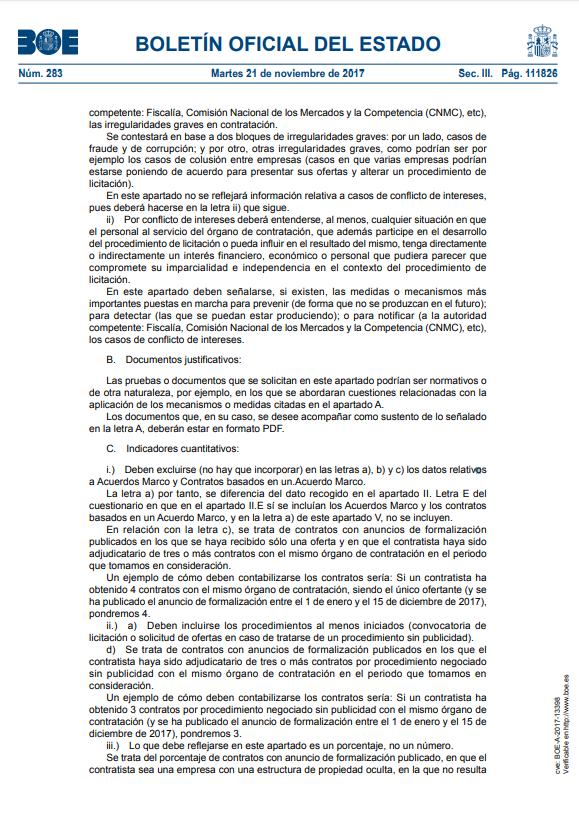 BOE
BOLETÍN OFICIAL DEL ESTADO
Núm. 283
Martes 21 de noviembre de 2017
Sec. III. Pág. 111826
competente: Fiscalía, Comisión Nacional de los Mercados y la Competencia (CNMC), etc),
las irregularidades graves en contratación.
Se contestará en base a dos bloques de irregularidades graves: por un lado, casos de
fraude y de corrupción; y por otro, otras irregularidades graves, como podrían ser por
ejemplo los casos de colusión entre empresas (casos en que varias empresas podrían
estarse poniendo de acuerdo para presentar sus ofertas y alterar un procedimiento de
licitación).
En este apartado no se reflejará información relativa a casos de conflicto de intereses,
pues deberá hacerse en la letra ii) que sigue.
ii) Por conflicto de intereses deberá entenderse, al menos, cualquier situación en que
el personal al servicio del órgano de contratación, que además participe en el desarrollo
del procedimiento de licitación o pueda influir en el resultado del mismo, tenga directamente
o indirectamente un interés financiero, económico o personal que pudiera parecer que
compromete su imparcialidad e independencia en el contexto del procedimiento de
licitación.
En este apartado deben señalarse, si existen, las medidas o mecanismos más
importantes puestas en marcha para prevenir (de forma que no se produzcan en el futuro);
para detectar (las que se puedan estar produciendo); o para notificar (a la autoridad
competente: Fiscalía, Comisión Nacional de los Mercados y la Competencia (CNMC), etc),
los casos de conflicto de intereses.
B. Documentos justificativos:
Las pruebas o documentos que se solicitan en este apartado podrían ser normativos o
de otra naturaleza, por ejemplo, en los que se abordaran cuestiones relacionadas con la
aplicación de los mecanismos o medidas citadas en el apartado A.
Los documentos que, en su caso, se desee acompañar como sustento de lo señalado
en la letra A, deberán estar en formato PDF.
C. Indicadores cuantitativos:
i.) Deben excluirse (no hay que incorporar) en las letras a), b) y c) los datos relativos
a Acuerdos Marco y Contratos basados en un.Acuerdo Marco.
La letra a) por tanto, se diferencia del dato recogido en el apartado II. Letra E del
cuestionario en que en el apartado II.E sí se incluían los Acuerdos Marco y los contratos
basados en un Acuerdo Marco, y en la letra a) de este apartado V, no se incluyen.
En relación con la letra c), se trata de contratos con anuncios de formalización
publicados en los que se haya recibido sólo una oferta y en que el contratista haya sido
adjudicatario de tres o más contratos con el mismo órgano de contratación en el periodo
que tomamos en consideración.
Un ejemplo de cómo deben contabilizarse los contratos sería: Si un contratista ha
obtenido 4 contratos con el mismo órgano de contratación, siendo el único ofertante (y se
ha publicado el anuncio de formalización entre el 1 de enero y el 15 de diciembre de 2017),
pondremos 4.
ii.) a) Deben incluirse los procedimientos al menos iniciados (convocatoria de
licitación o solicitud de ofertas en caso de tratarse de un procedimiento sin publicidad).
d) Se trata de contratos con anuncios de formalización publicados en los que el
contratista haya sido adjudicatario de tres o más contratos por procedimiento negociado
sin publicidad con el mismo órgano de contratación en el periodo que tomamos en
consideración.
Un ejemplo de cómo deben contabilizarse los contratos sería: Si un contratista ha
obtenido 3 contratos por procedimiento negociado sin publicidad con el mismo órgano de
contratación (y se ha publicado el anuncio de formalización entre el 1 de enero y el 15 de
diciembre de 2017), pondremos 3.
iii.) Lo que debe reflejarse en este apartado es un porcentaje, no un número.
Se trata del porcentaje de contratos con anuncio de formalización publicado, en que el
contratista sea una empresa con una estructura de propiedad oculta, en la que no resulta
cve: BOE-A-2017-13398
Verificable en http://www.boe.es